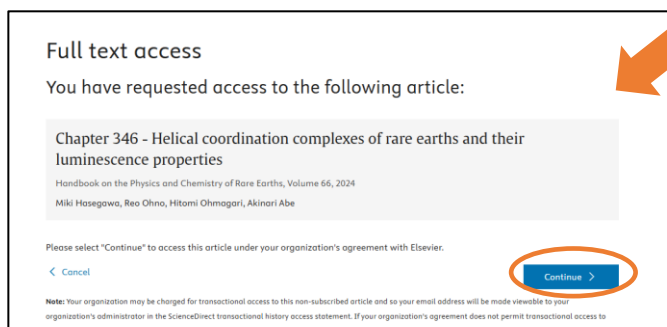 Full text access
You have requested access to the following article:
Chapter 346 - Helical coordination complexes of rare earths and their
luminescence properties
Handbook on the Physics and Chemistry of Rare Earths, Volume 66, 2024
Miki Hasegawa, Reo Ohno, Hitomi Ohmagari, Akinari Abe
Please select "Continue" to access this article under your organization's agreement with Elsevier.
< Cancel
Continue >
Note: Your organization may be charged for transactional access to this non-subscribed article and so your email address will be made viewable to your
organization's administrator in the ScienceDirect transactional history access statement. If your organization's agreement does not permit transactional access to